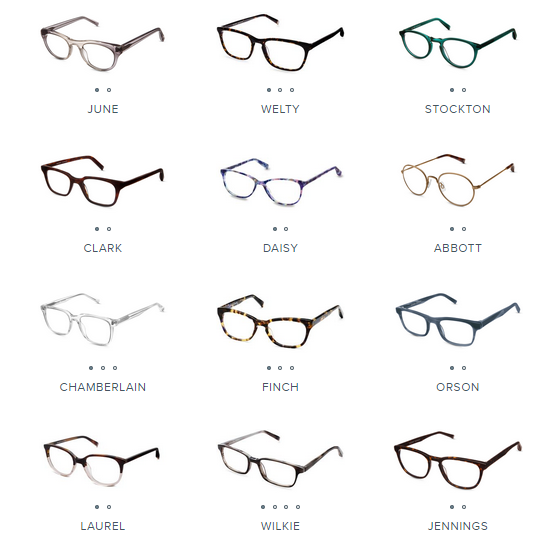 JUNE
WELTY
STOCKTON
CLARK
DAISY
ABBOTT
CHAMBERLAIN
FINCH
ORSON
LAUREL
WILKIE
JENNINGS